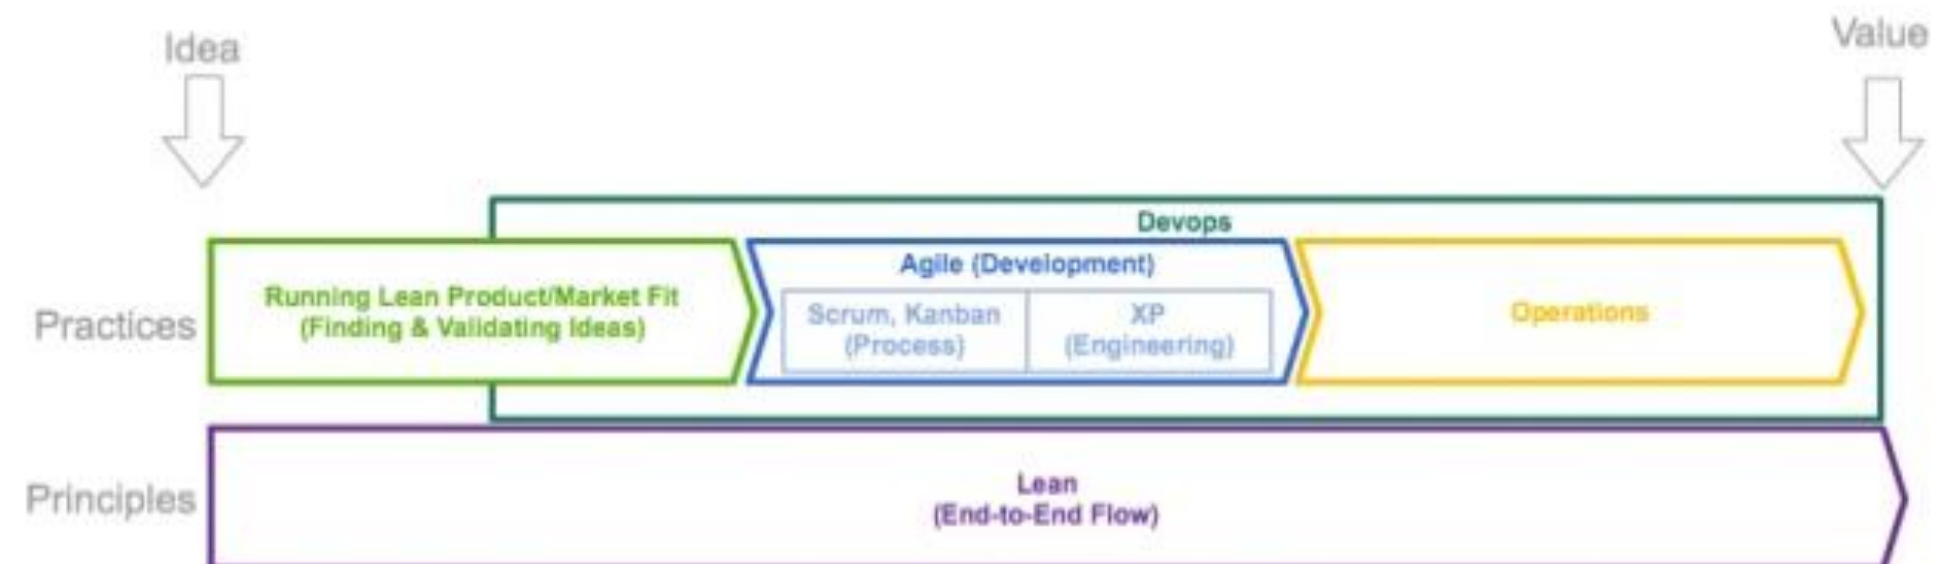 Idea
Value
Devops
Agile (Development)
Running Lean Product/Market Fit
(Finding & Validating Ideas)
Scrum, Kanban
(Process)
XP
(Engineering)
Operations
Practices
Lean
(End-to-End Flow)
Principles